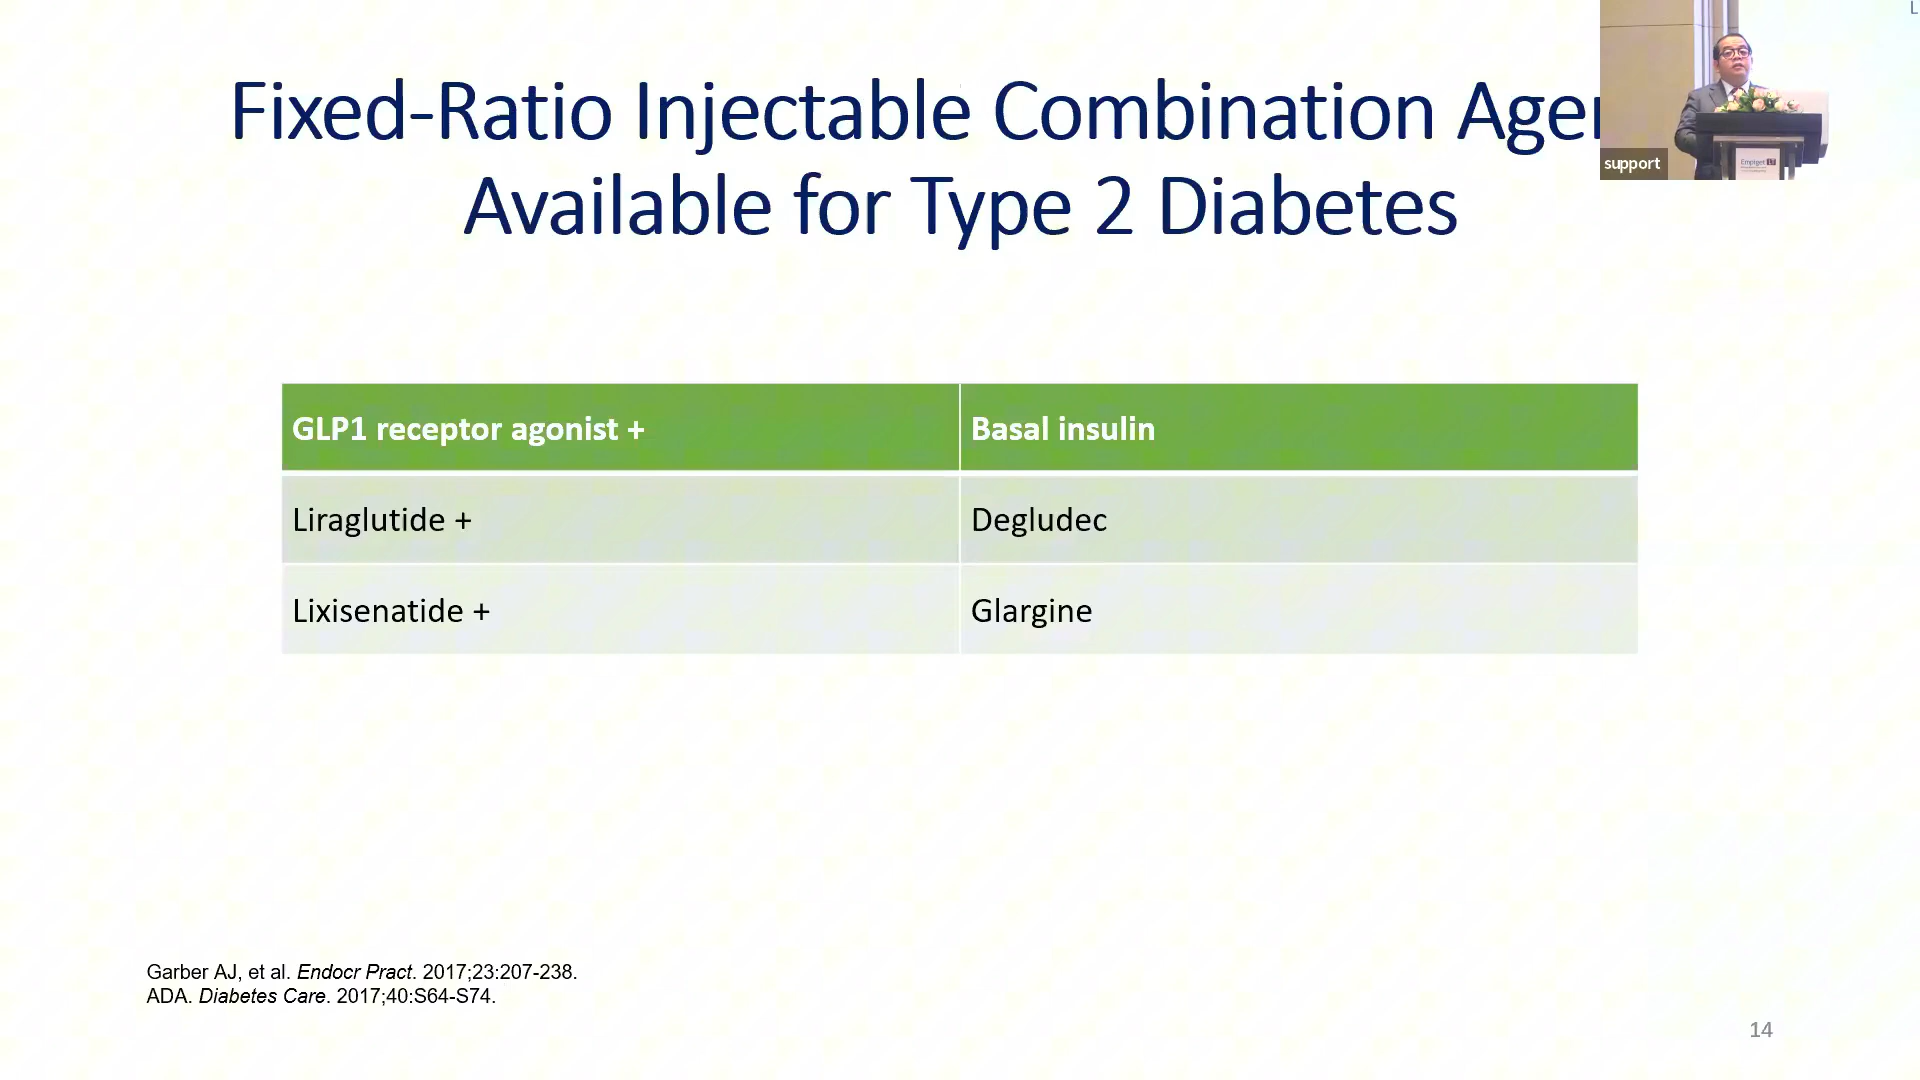 Fixed-Ratio Injectable Combination Agen
Available for Type 2 Diabetes
support
GLP1 receptor agonist +
Basal insulin
Liraglutide +
Degludec
Lixisenatide +
Glargine
Garber AJ, et al. Endocr Pract. 2017;23:207-238.
ADA. Diabetes Care. 2017;40:S64-S74.
14